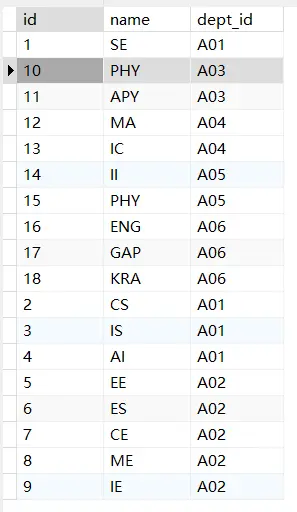 id name dept_id
1 SE A01
10 PHY A03
11 APY A03
12 MA A04
13 IC A04
14 II A05
15 PHY A05
16 ENG A06
17 GAP A06
18 KRA A06
2 CS A01
3 IS A01
4 AI A01
5 EE A02
6 ES A02
7 CE A02
8 ME A02
9 IE A02